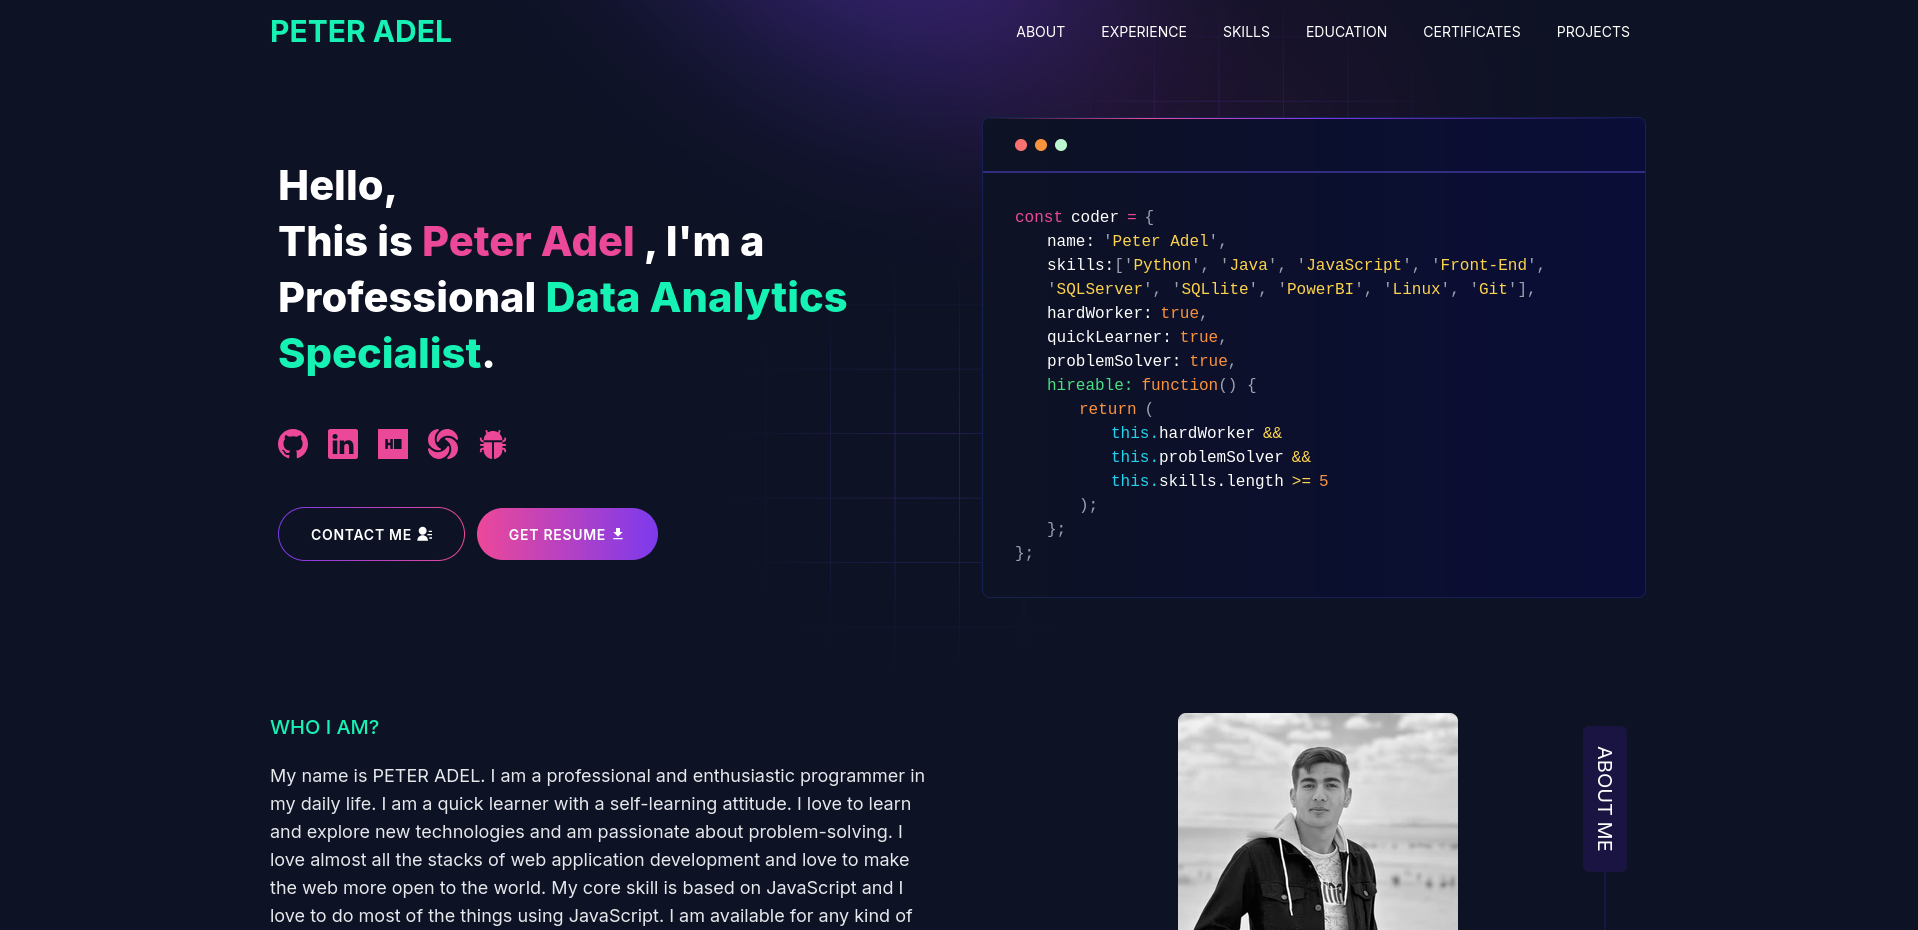 PETER ADEL
ABOUT EXPERIENCE SKILLS EDUCATION CERTIFICATES PROJECTS
Hello,
This is Peter Adel , I'm a
Professional Data Analytics
Specialist.
CONTACT ME
GET RESUME
const coder = {
name: 'Peter Adel',
skills:['Python', 'Java', 'JavaScript', 'Front-End',
'SQLServer', 'SQLlite', 'PowerBI', 'Linux', 'Git'],
hardWorker: true,
quickLearner: true,
problemSolver: true,
hireable: function() {
return (
this.hardWorker &&
this.problemSolver &&
this.skills.length >= 5
);
};
};
WHO I AM?
My name is PETER ADEL. I am a professional and enthusiastic programmer in
my daily life. I am a quick learner with a self-learning attitude. I love to learn
and explore new technologies and am passionate about problem-solving. I
love almost all the stacks of web application development and love to make
the web more open to the world. My core skill is based on JavaScript and I
love to do most of the things using JavaScript. I am available for any kind of
ABOUT ME